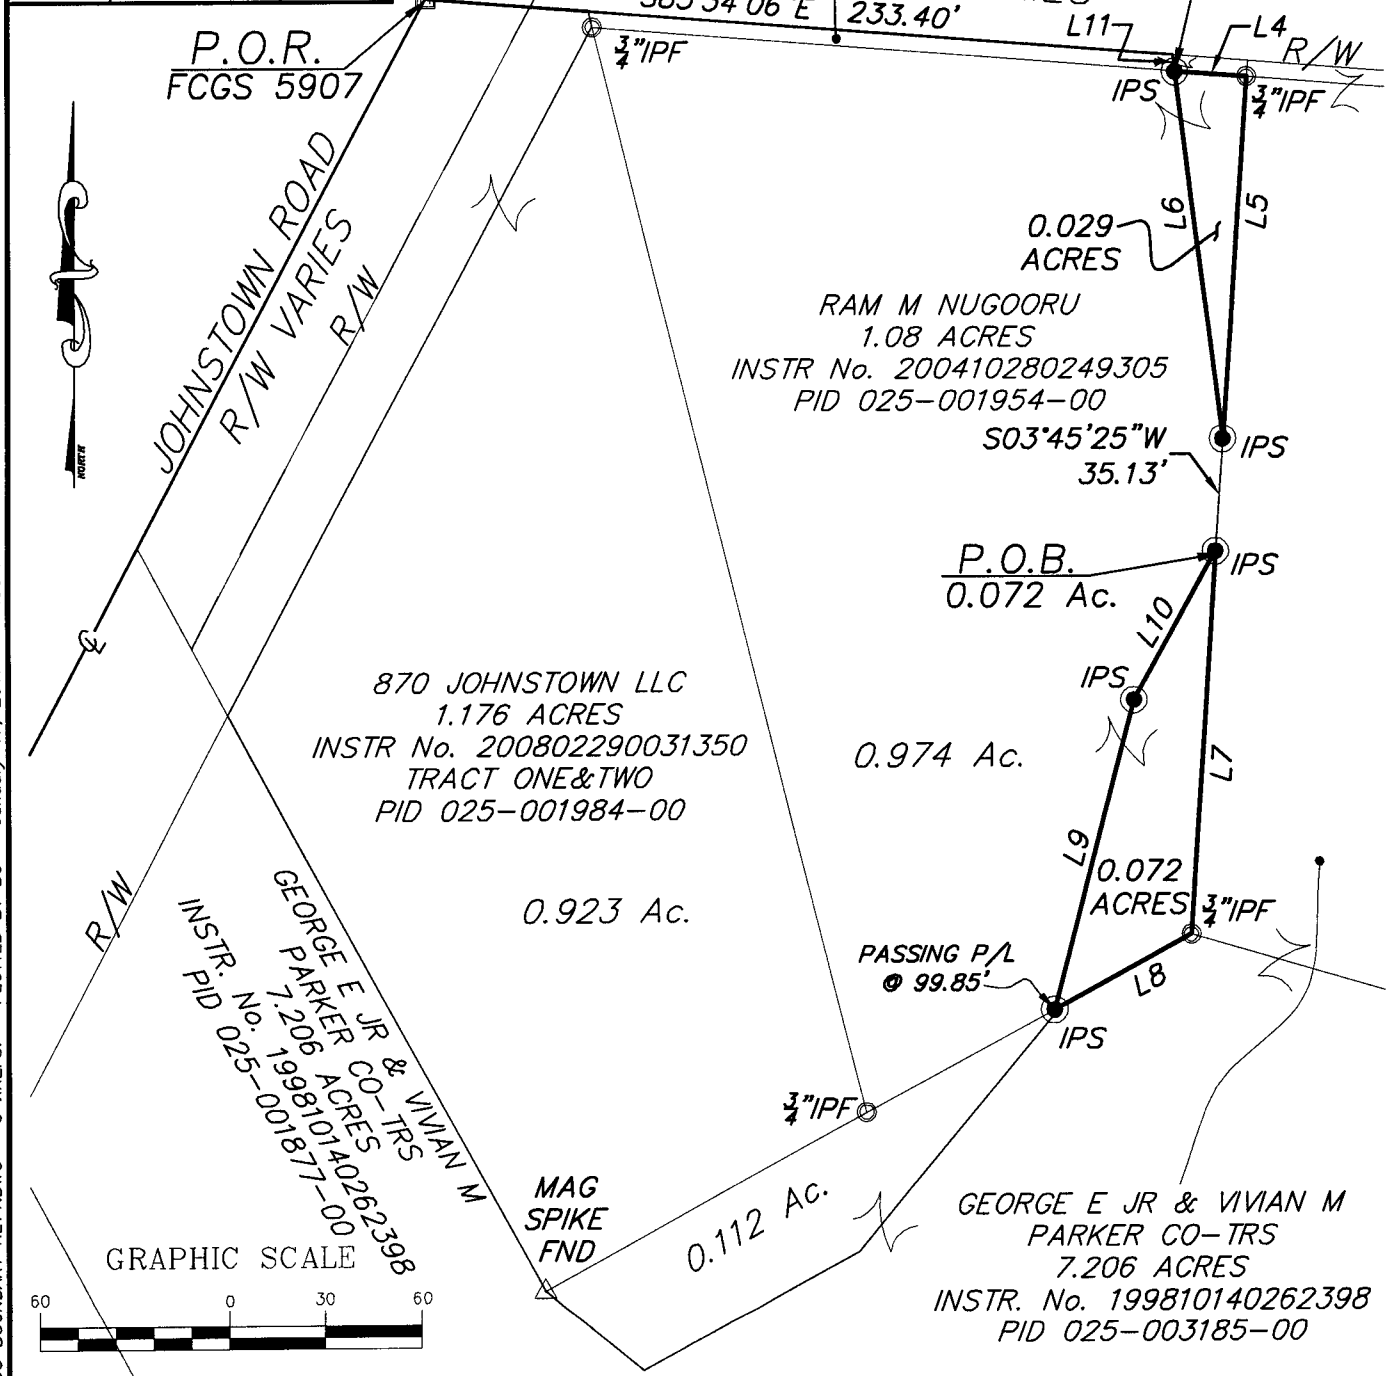 P.O.R.
FCGS 5907
3/4"IPF
233.40'
L11
L4
R/W
IPS
3/4"IPF
JOHNSTOWN ROAD
R/W VARIES
R/W
NORTH
L6
L5
0.029
ACRES
RAM M NUGOORU
1.08 ACRES
INSTR No. 200410280249305
PID 025-001954-00
S03°45'25"W
35.13'
IPS
P.O.B.
0.072 Ac.
IPS
L10
IPS
870 JOHNSTOWN LLC
1.176 ACRES
INSTR No. 200802290031350
TRACT ONE&TWO
PID 025-001984-00
0.974 Ac.
L7
L9
0.072
ACRES
3/4"IPF
0.923 Ac.
R/W
PASSING P/L
@ 99.85'
L8
IPS
GEORGE E JR & VIVIAN M
PARKER CO-TRS
7.206 ACRES
INSTR. No. 199810140262398
PID 025-001877-00
3/4"IPF
MAG
SPIKE
FND
0.112 Ac.
GEORGE E JR & VIVIAN M
PARKER CO-TRS
7.206 ACRES
INSTR. No. 199810140262398
PID 025-003185-00
GRAPHIC SCALE
60 0 30 60